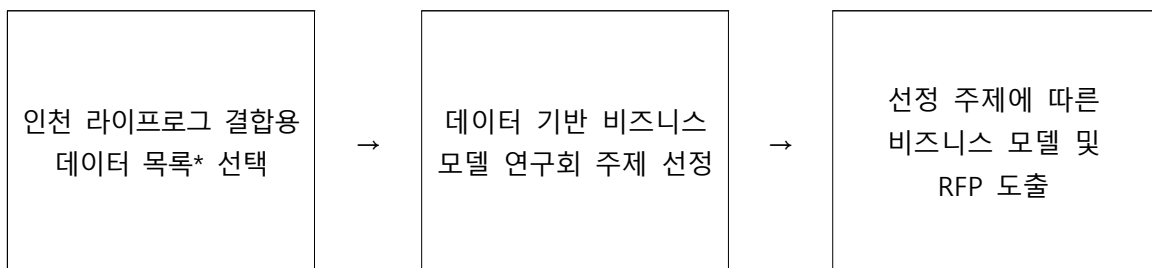 인천 라이프로그 결합용
데이터 목록* 선택
→
데이터 기반 비즈니스
모델 연구회 주제 선정
→
선정 주제에 따른
비즈니스 모델 및
RFP 도출